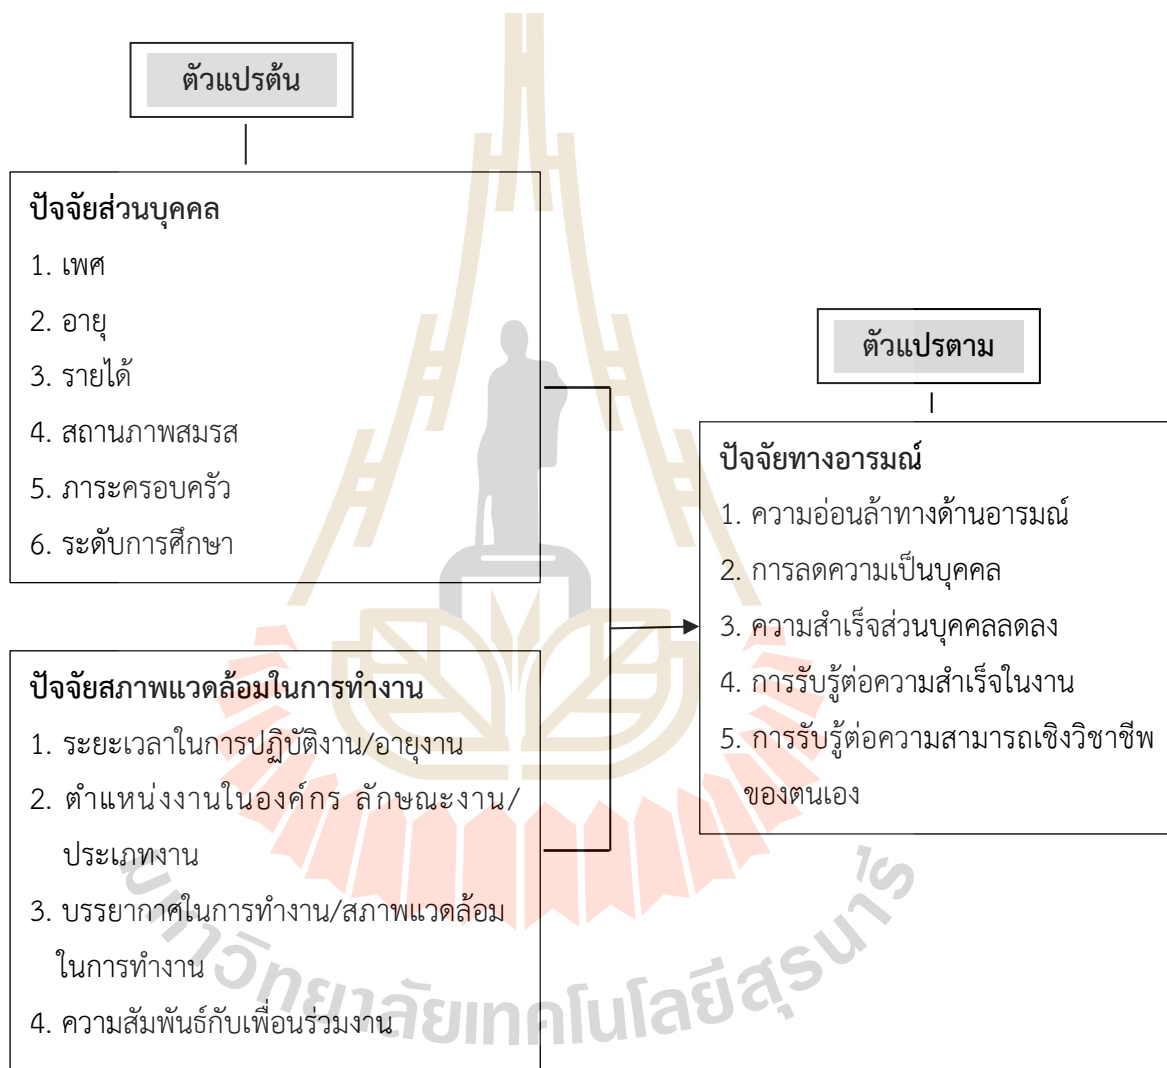 ตัวแปรต้น
ปัจจัยส่วนบุคคล
1. เพศ
2. อายุ
3. รายได้
4. สถานภาพสมรส
5. ภาระครอบครัว
6. ระดับการศึกษา
ปัจจัยสภาพแวดล้อมในการทำงาน
1. ระยะเวลาในการปฏิบัติงาน/อายุงาน
2. ตำแหน่งงานในองค์กร ลักษณะงาน/
ประเภทงาน
3. บรรยากาศในการทำงาน/สภาพแวดล้อม
ในการทำงาน
4. ความสัมพันธ์กับเพื่อนร่วมงาน
ตัวแปรตาม
ปัจจัยทางอารมณ์
1. ความอ่อนล้าทางด้านอารมณ์
2. การลดความเป็นบุคคล
3. ความสำเร็จส่วนบุคคลลดลง
4. การรับรู้ต่อความสำเร็จในงาน
5. การรับรู้ต่อความสามารถเชิงวิชาชีพ
ของตนเอง
มหาวิทยาลัยเทคโนโลยีสุรนารี